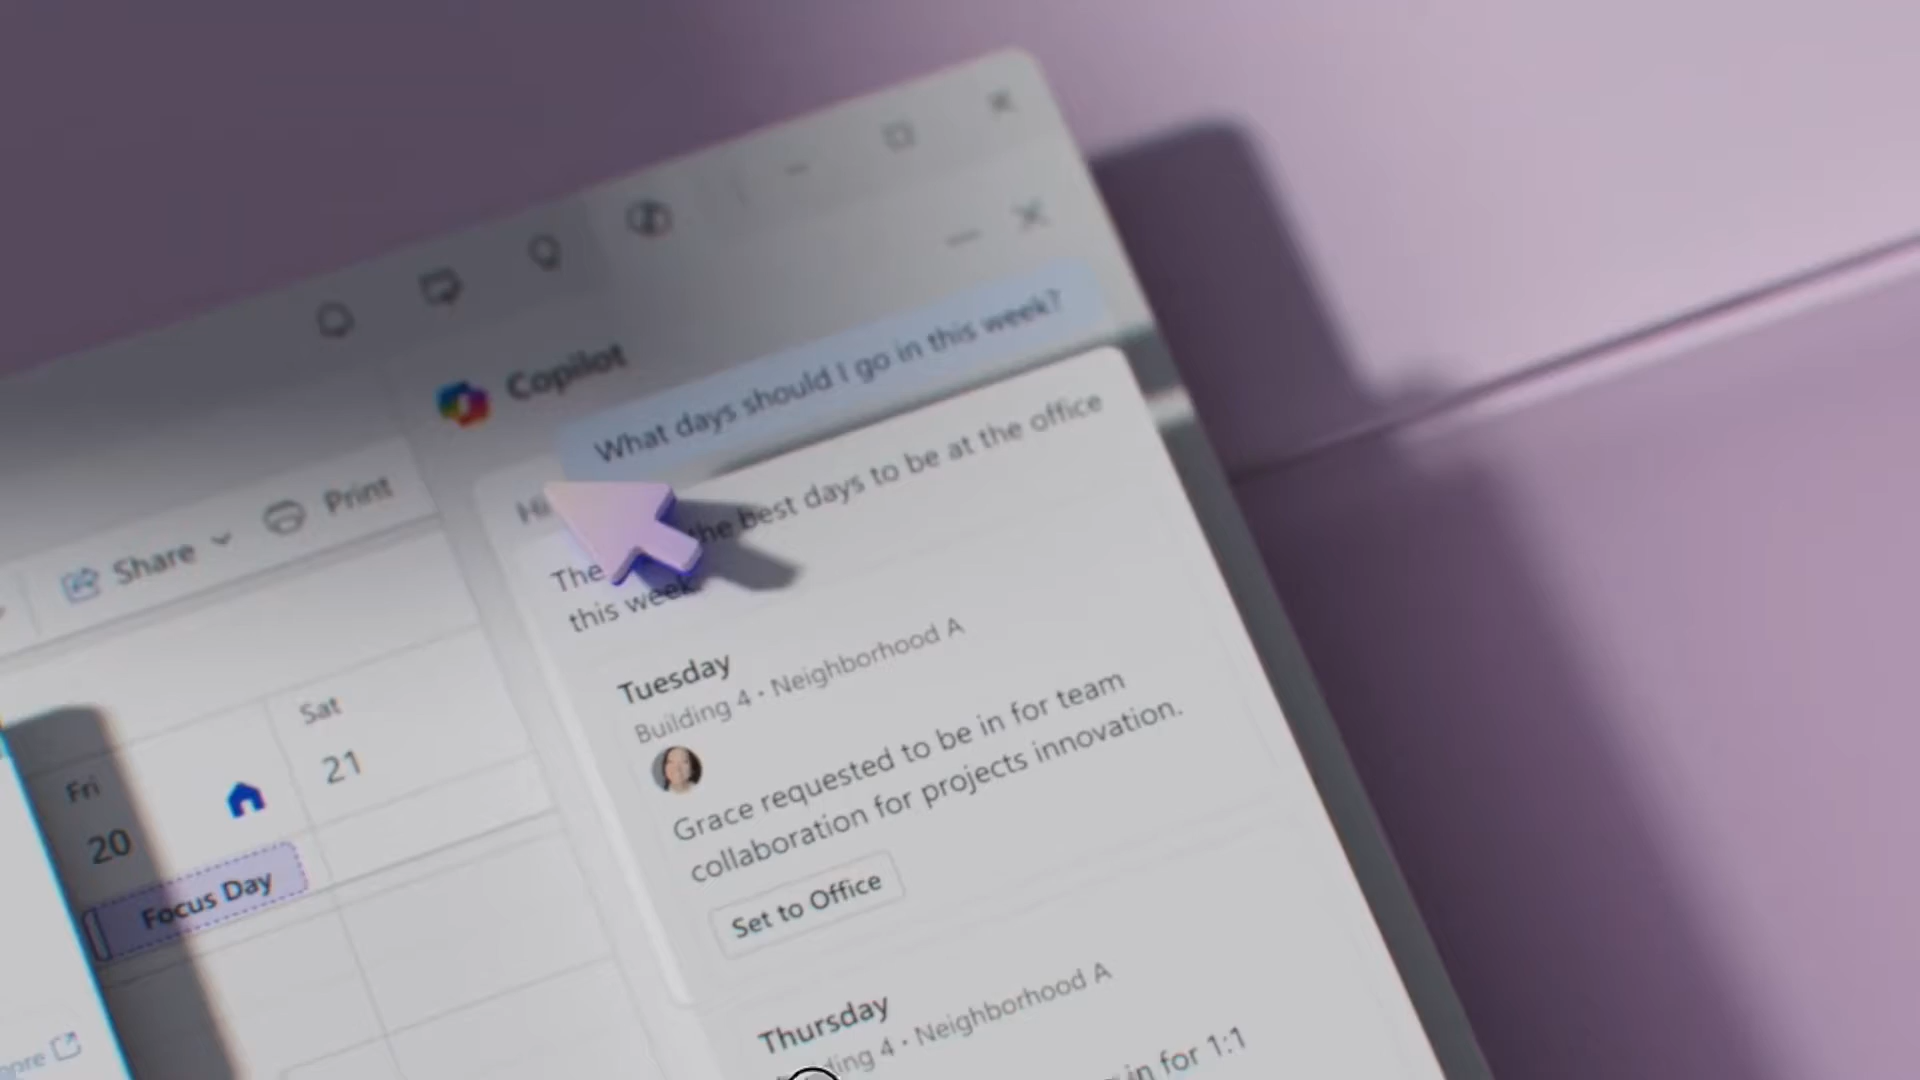 Copilot
What days should I go in this week?
Hi
The the best days to be at the office
this week
Tuesday
Building 4 • Neighborhood A
Grace requested to be in for team
collaboration for projects innovation.
Set to Office
Thursday
4 • Neighborhood A
in for 1:1
Share
Print
Fri
20
Sat
21
Focus Day